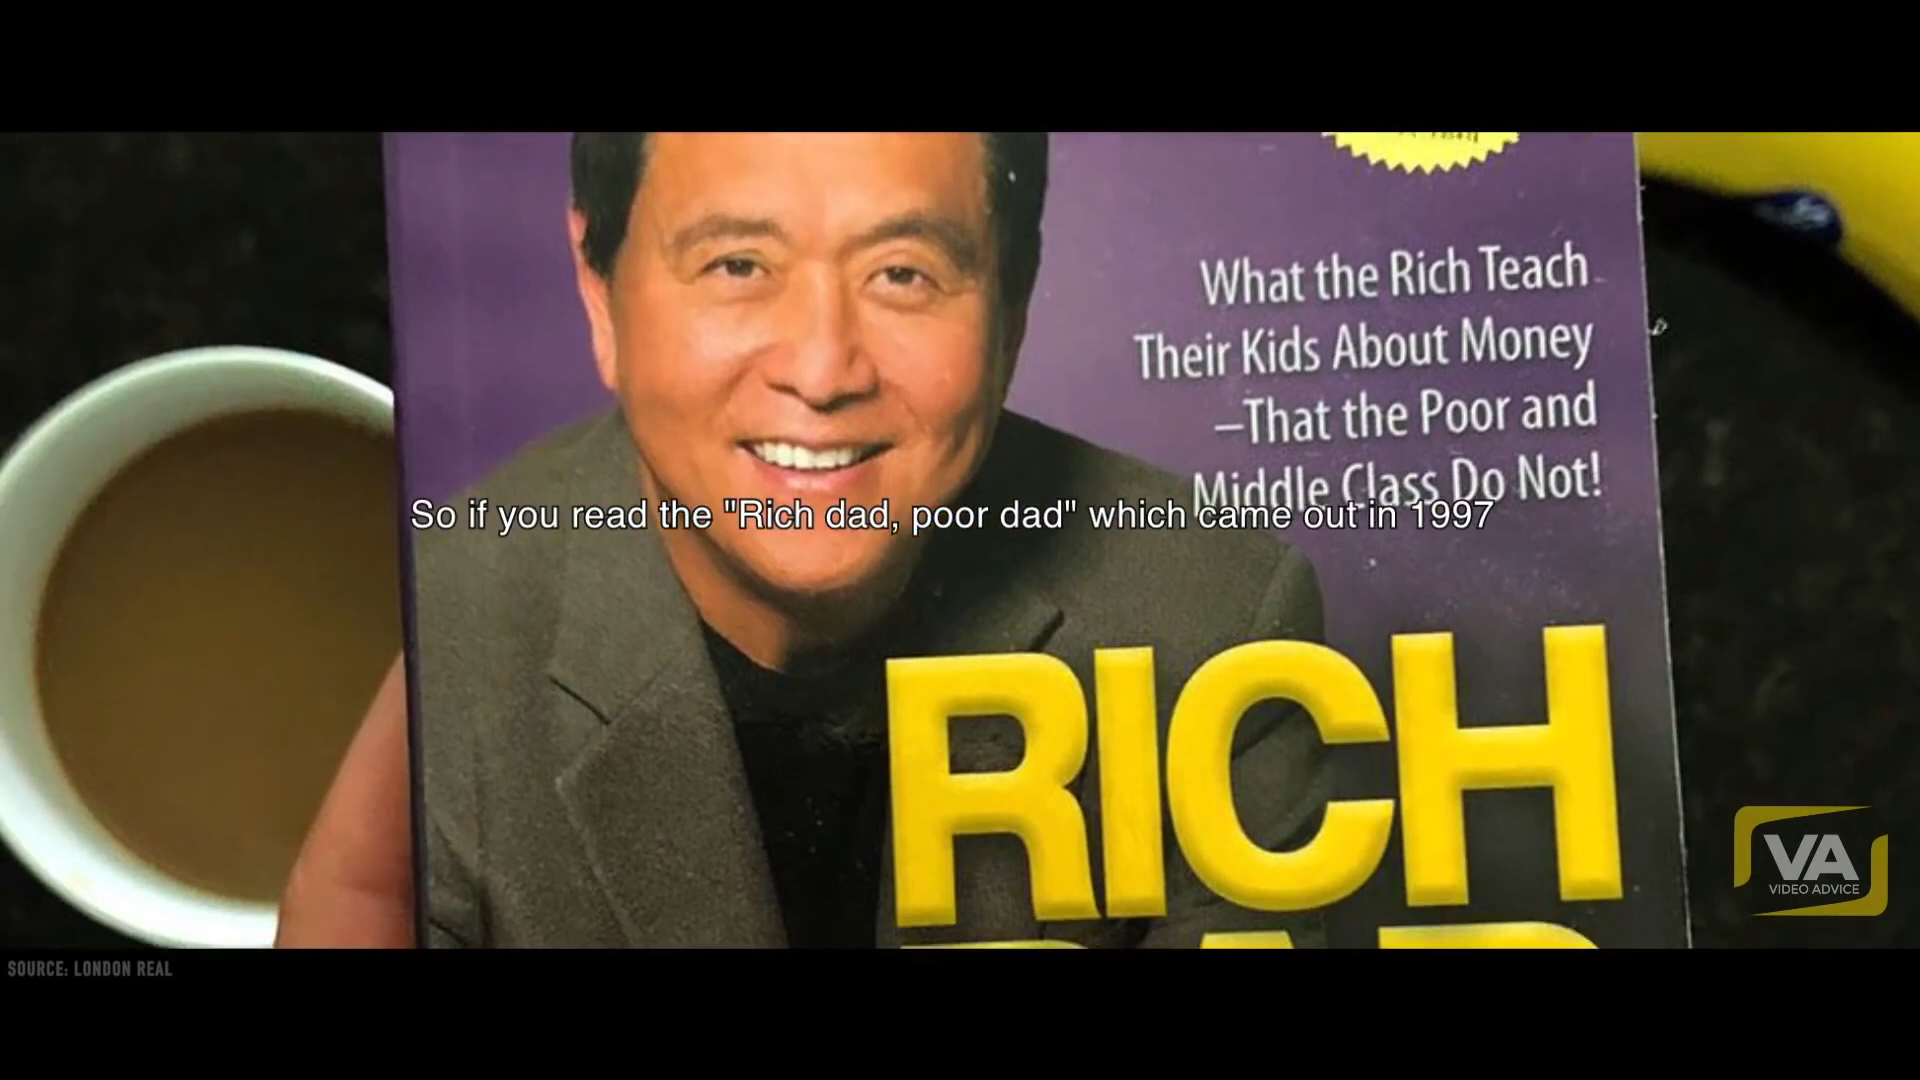 What the Rich Teach
Their Kids About Money
–That the Poor and
Middle Class Do Not!
So if you read the "Rich dad, poor dad" which came out in 1997
RICH
VA
VIDEO ADVICE
SOURCE: LONDON REAL